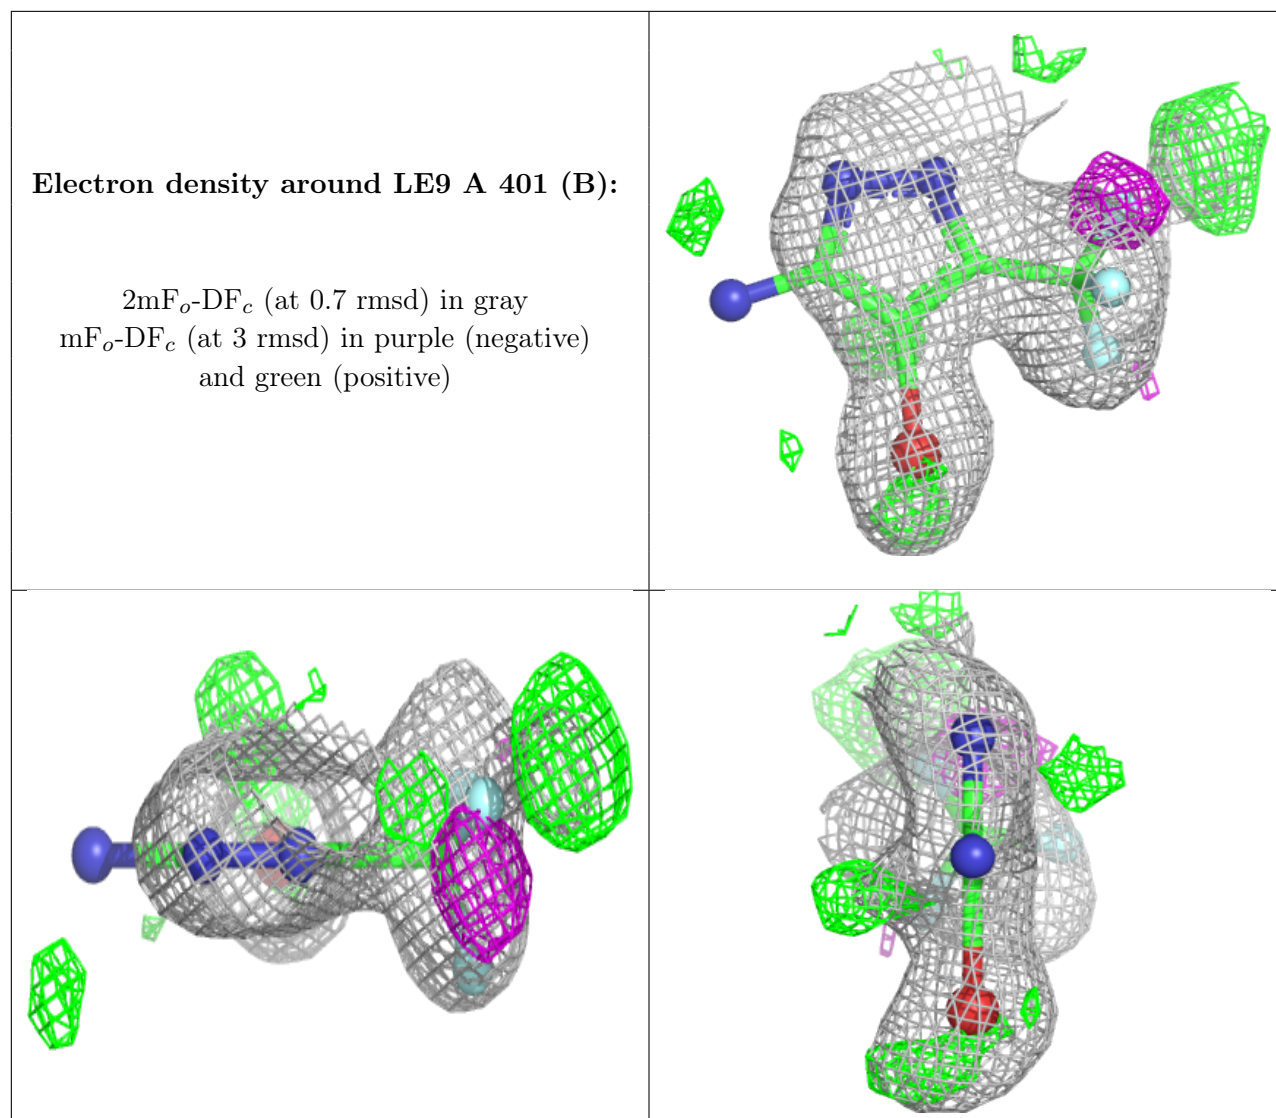 Electron density around LE9 A 401 (B):
2mFo-DFc (at 0.7 rmsd) in gray
mFo-DFc (at 3 rmsd) in purple (negative)
and green (positive)